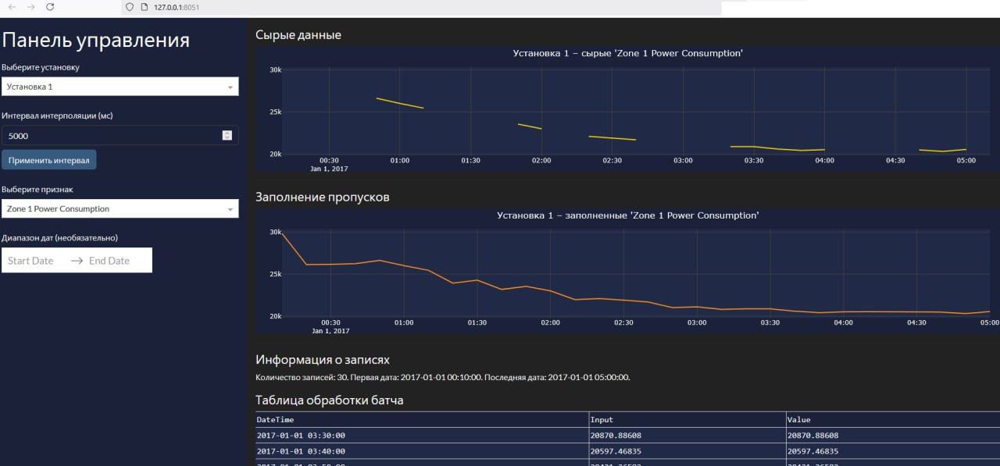 127.0.0.1:8051
Панель управления
Выберите установку
Установка 1
Интервал интерполяции (мс)
5000
Применить интервал
Выберите признак
Zone 1 Power Consumption
Диапазон дат (необязательно)
Start Date → End Date
Сырые данные
Установка 1 – сырые 'Zone 1 Power Consumption'
30k
25k
20k
00:30 01:00 01:30 02:00 02:30 03:00 03:30 04:00 04:30 05:00
Jan 1, 2017
Заполнение пропусков
Установка 1 – заполненные 'Zone 1 Power Consumption'
30k
25k
20k
00:30 01:00 01:30 02:00 02:30 03:00 03:30 04:00 04:30 05:00
Jan 1, 2017
Информация о записях
Количество записей: 30. Первая дата: 2017-01-01 00:10:00. Последняя дата: 2017-01-01 05:00:00.
Таблица обработки батча
DateTime Input Value
2017-01-01 03:30:00 20870.88608 20870.88608
2017-01-01 03:40:00 20597.46835 20597.46835